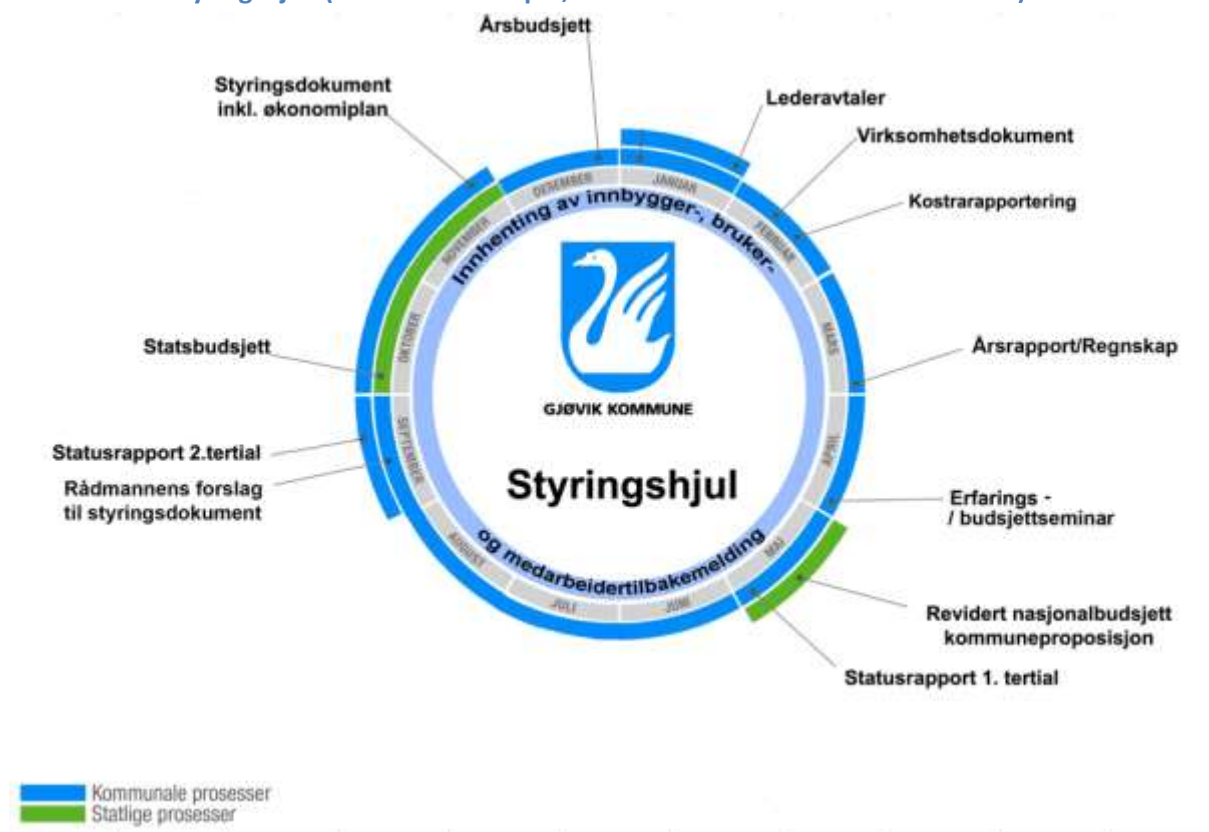 Årsbudsjett
Styringsdokument
inkl. økonomiplan
Lederavtaler
Virksomhetsdokument
Kostrarapportering
DESEMBER
JANUAR
FEBRUAR
NOVEMBER
OKTOBER
MARS
Innhenting av innbygger-, bruker-
Statsbudsjett
Årsrapport/Regnskap
GJØVIK KOMMUNE
Styringshjul
SEPTEMBER
APRIL
Statusrapport 2.tertial
Rådmannens forslag
til styringsdokument
Erfarings -
/ budsjettseminar
og medarbeidertilbakemelding
AUGUST
MAI
JULI
JUNI
Revidert nasjonalbudsjett
kommuneproposisjon
Statusrapport 1. tertial
Kommunale prosesser
Statlige prosesser